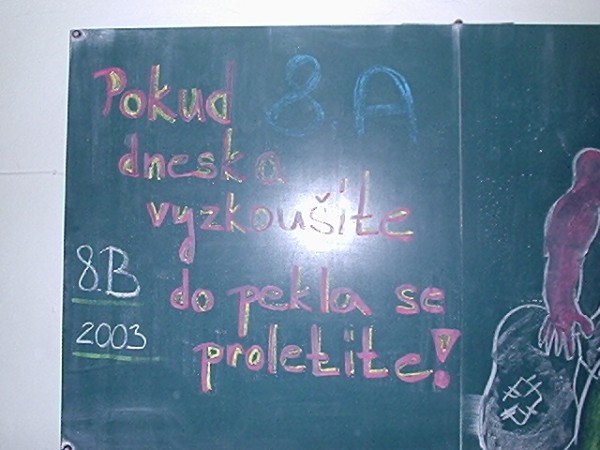 8A
Pokud
dneska
vyzkoušíte
do pekla se
proletíte!
8.B
2003